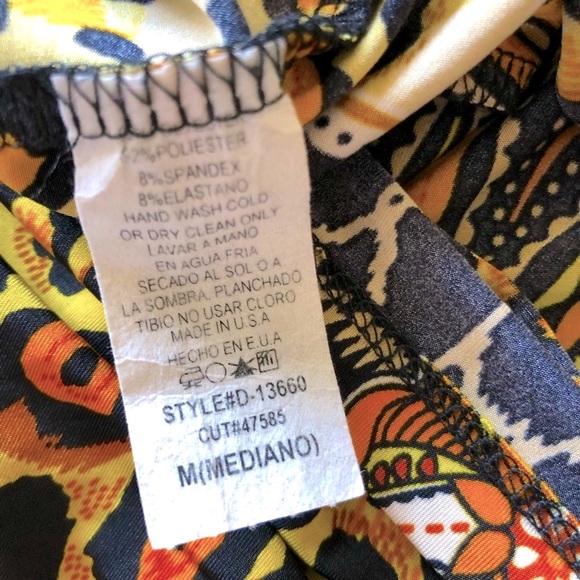 POLIESTER
8%SPANDEX
8%ELASTANO
HAND WASH COLD
OR DRY CLEAN ONLY
LAVAR A MANO
EN AGUA FRIA
SECADO AL SOL O A
LA SOMBRA. PLANCHADO
TIBIO NO USAR CLORO
MADE IN U.S.A
HECHO EN E.U.A
STYLE#D-13660
CUT#47585
M(MEDIANO)